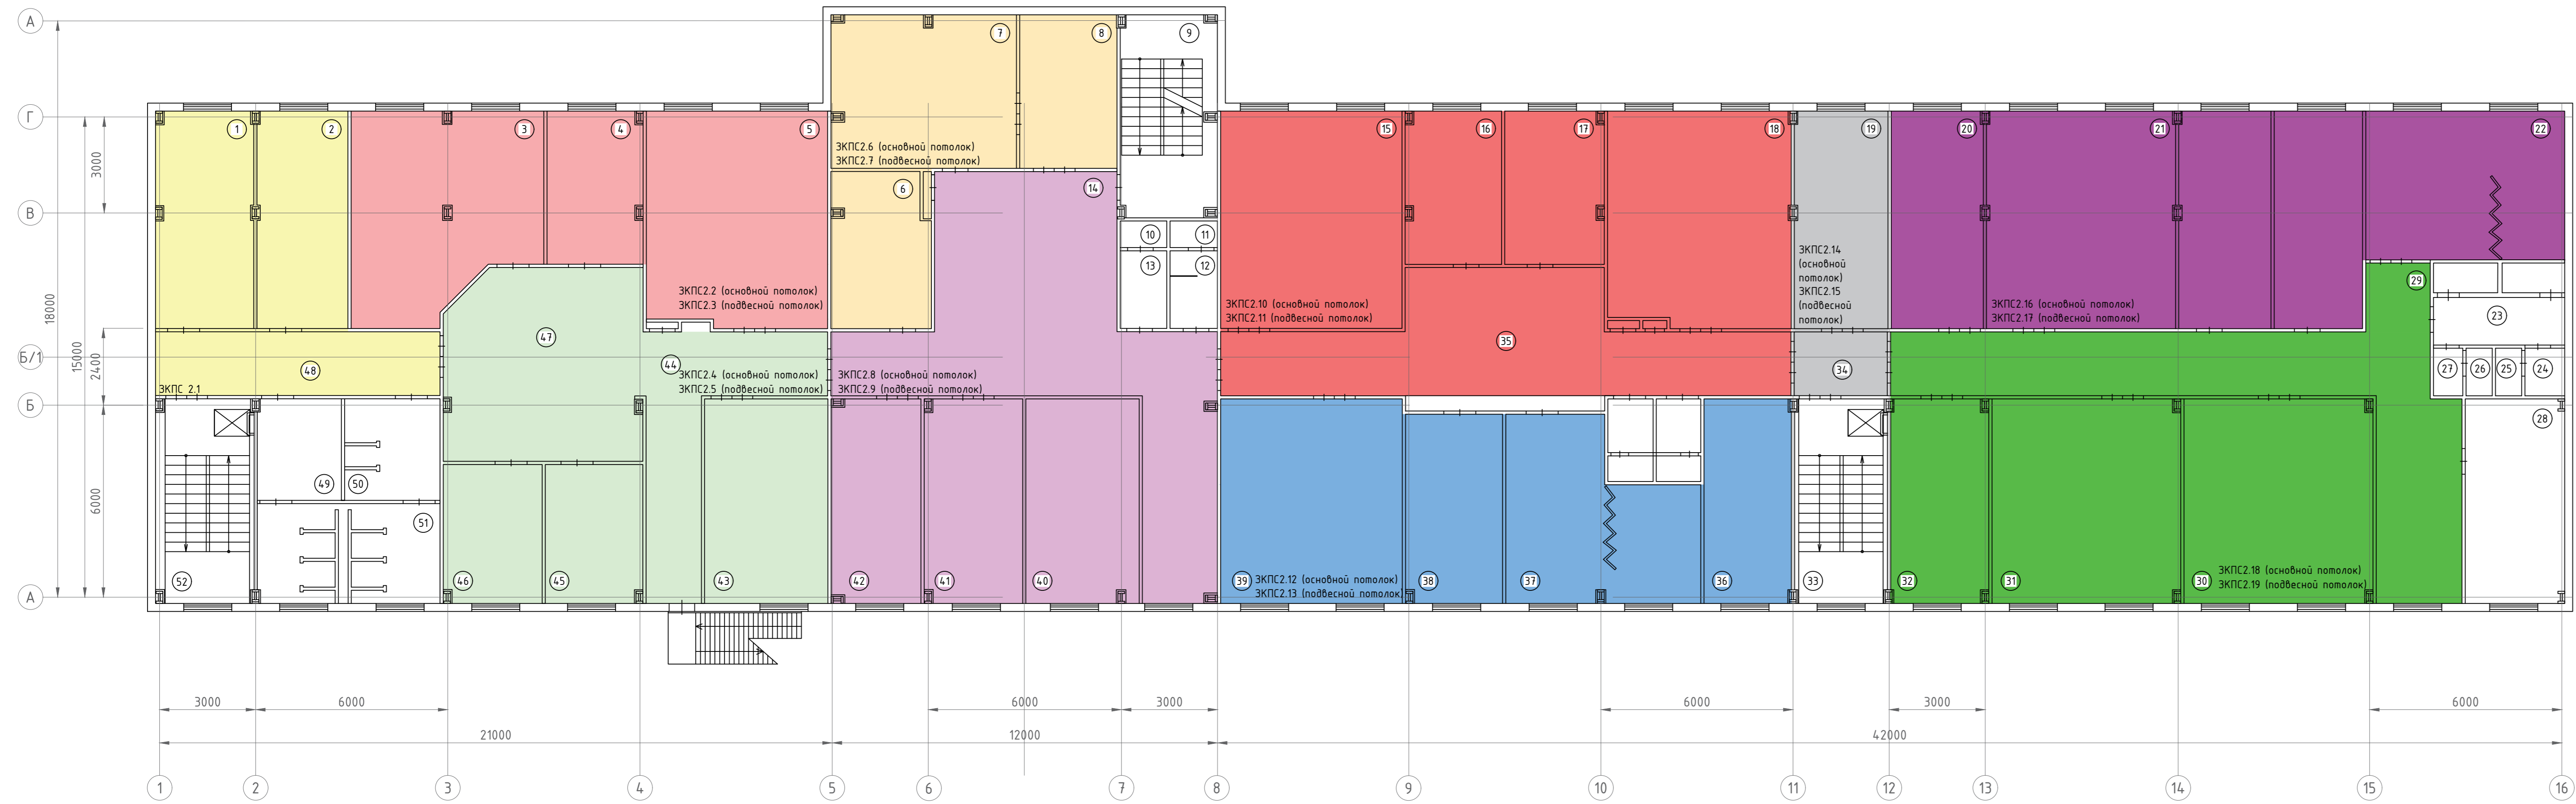 А
7
8
9
Г
1
2
3
4
5
15
16
17
18
19
20
21
22
ЗКПС2.6 (основной потолок)
ЗКПС2.7 (подвесной потолок)
3000
6
14
В
10
11
13
12
ЗКПС2.14
(основной
потолок)
ЗКПС2.15
(подвесной
потолок)
29
ЗКПС2.2 (основной потолок)
ЗКПС2.3 (подвесной потолок)
ЗКПС2.10 (основной потолок)
ЗКПС2.11 (подвесной потолок)
ЗКПС2.16 (основной потолок)
ЗКПС2.17 (подвесной потолок)
18000
15000
2400
23
47
35
Б/1
44
48
34
27
26
25
24
ЗКПС2.4 (основной потолок)
ЗКПС2.5 (подвесной потолок)
ЗКПС2.8 (основной потолок)
ЗКПС2.9 (подвесной потолок)
ЗКПС 2.1
Б
28
6000
49
50
51
52
46
45
43
42
41
40
39
ЗКПС2.12 (основной потолок)
ЗКПС2.13 (подвесной потолок)
38
37
36
33
32
31
30
ЗКПС2.18 (основной потолок)
ЗКПС2.19 (подвесной потолок)
А
3000
6000
6000
3000
6000
3000
6000
21000
12000
42000
1
2
3
4
5
6
7
8
9
10
11
12
13
14
15
16